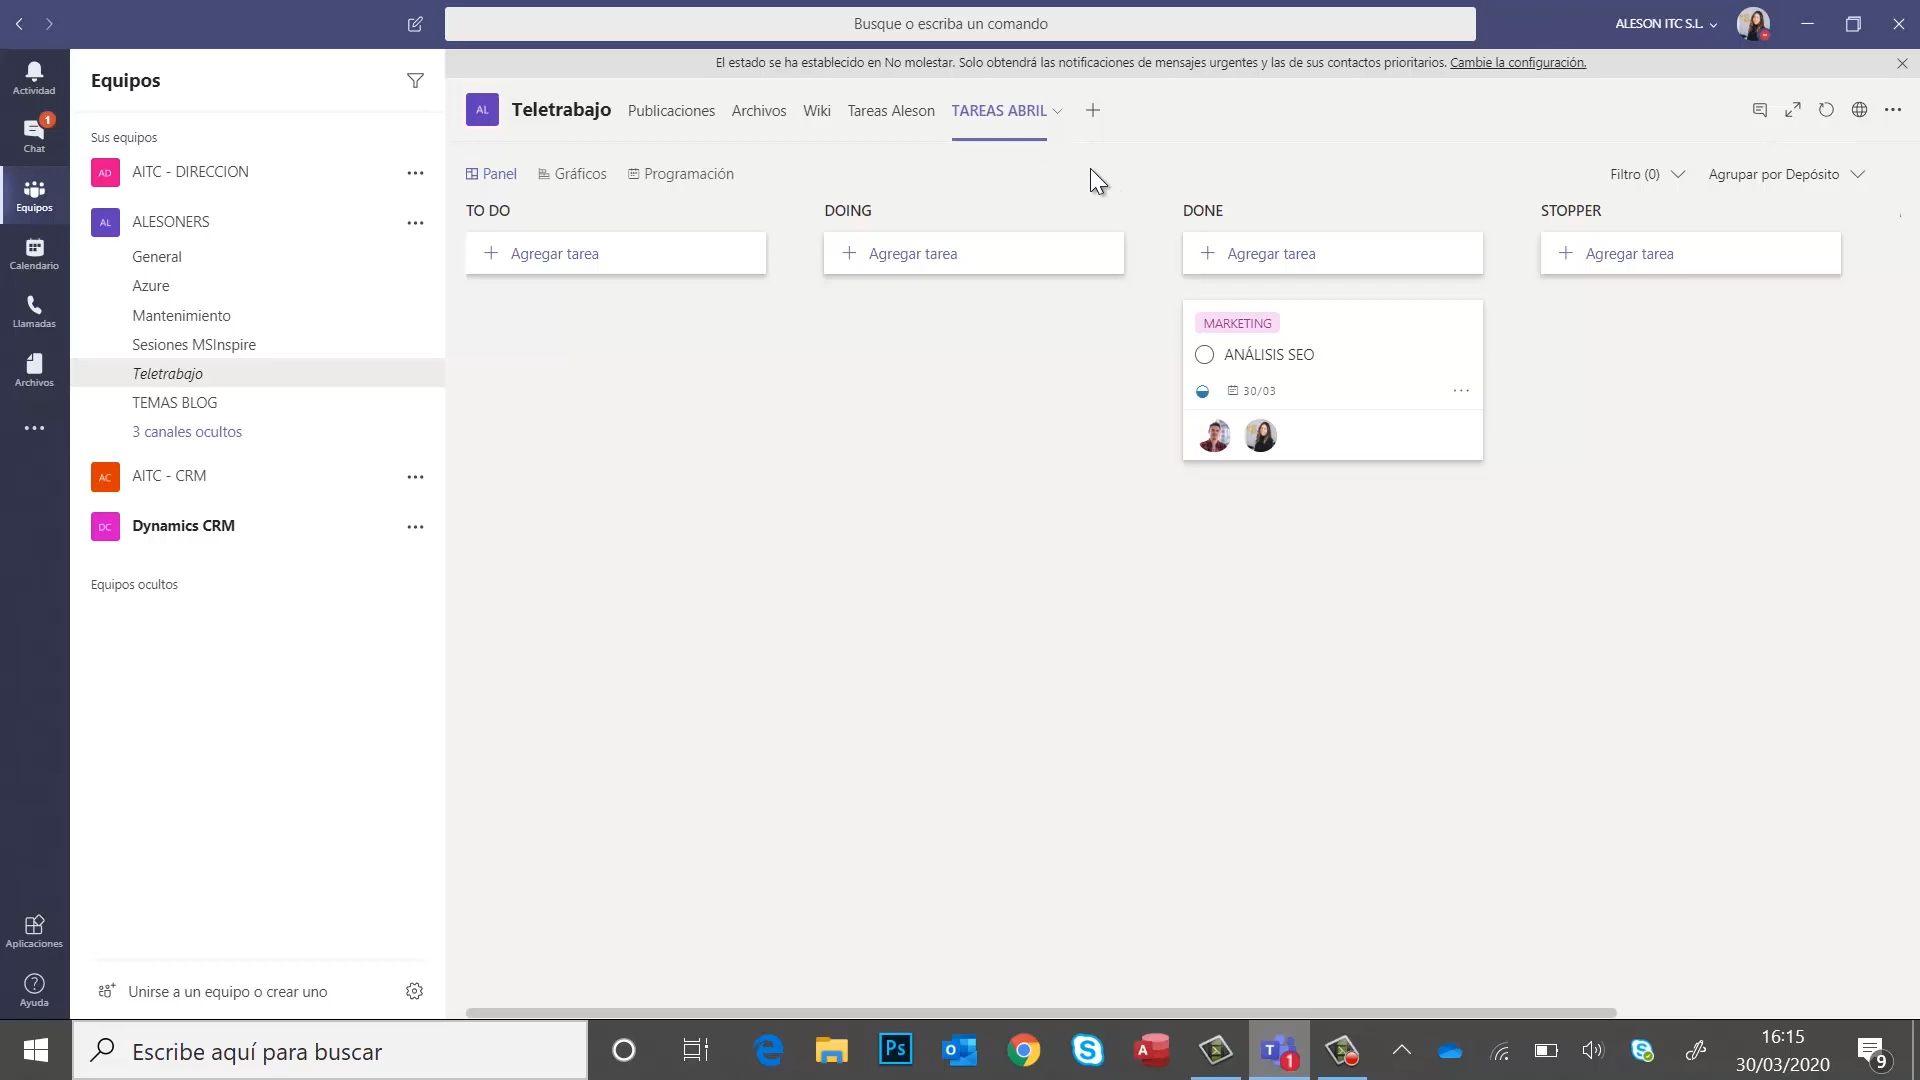 Busque o escriba un comando
ALESON ITC S.L.
El estado se ha establecido en No molestar. Solo obtendrá las notificaciones de mensajes urgentes y las de sus contactos prioritarios. Cambie la configuración.
Actividad
1
Chat
Equipos
Calendario
Llamadas
Archivos
Aplicaciones
Ayuda
Equipos
Sus equipos
AD AITC - DIRECCION
AL ALESONERS
General
Azure
Mantenimiento
Sesiones MSInspire
Teletrabajo
TEMAS BLOG
3 canales ocultos
AC AITC - CRM
DC Dynamics CRM
Equipos ocultos
Unirse a un equipo o crear uno
AL Teletrabajo Publicaciones Archivos Wiki Tareas Aleson TAREAS ABRIL
Panel Gráficos Programación Filtro (0) Agrupar por Depósito
TO DO DOING DONE STOPPER
Agregar tarea Agregar tarea Agregar tarea Agregar tarea
MARKETING
ANÁLISIS SEO
30/03
Escribe aquí para buscar
Ps
A
T
1
16:15
30/03/2020
9